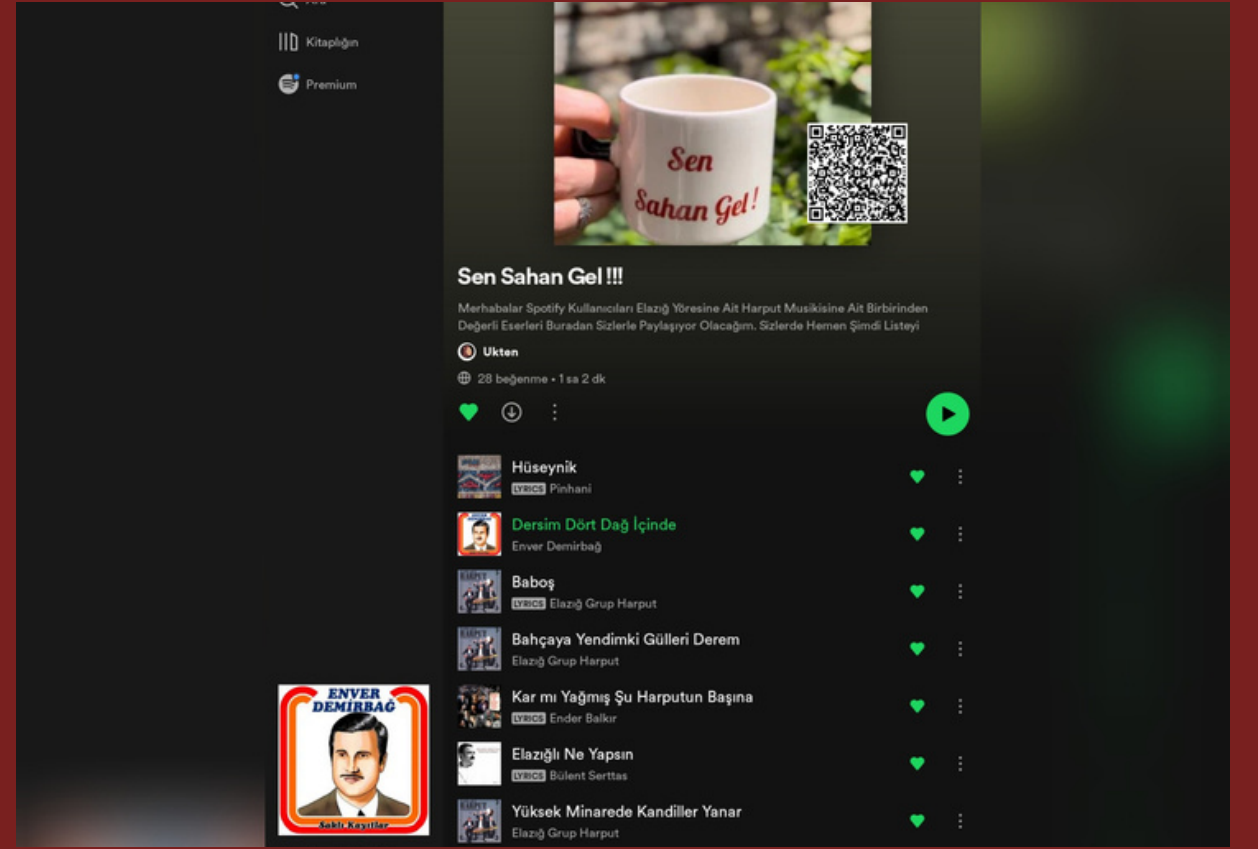 Kitaplığın
Premium
Sen
Sahan Gel!
Sen Sahan Gel !!!
Merhabalar Spotify Kullanıcıları Elazığ Yöresine Ait Harput Musikisine Ait Birbirinden
Değerli Eserleri Buradan Sizlerle Paylaşıyor Olacağım. Sizlerde Hemen Şimdi Listeyi
Ukten
28 beğenme • 1 sa 2 dk
Hüseynik
LYRICS Pinhani
Dersim Dört Dağ İçinde
Enver Demirbağ
Baboş
LYRICS Elazığ Grup Harput
Bahçaya Yendimki Gülleri Derem
Elazığ Grup Harput
Kar mı Yağmış Şu Harputun Başına
LYRICS Ender Balkır
Elazığlı Ne Yapsın
LYRICS Bülent Serttas
Yüksek Minarede Kandiller Yanar
Elazığ Grup Harput
ENVER
DEMİRBAĞ
Saklı Kayıtlar